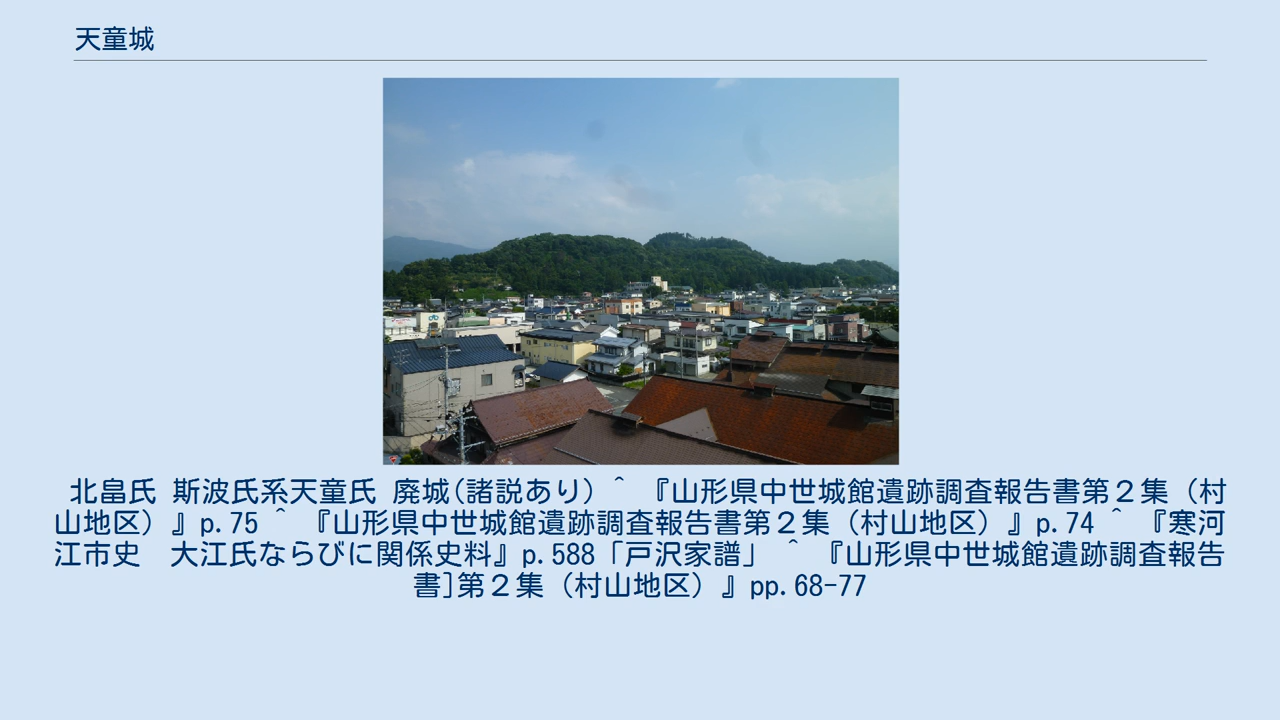 天童城
北畠氏 斯波氏系天童氏 廃城(諸説あり) ^ 『山形県中世城館遺跡調査報告書第２集（村
山地区）』p.75 ^ 『山形県中世城館遺跡調査報告書第２集（村山地区）』p.74 ^ 『寒河
江市史　大江氏ならびに関係史料』p.588「戸沢家譜」 ^ 『山形県中世城館遺跡調査報告
書]第２集（村山地区）』pp.68-77